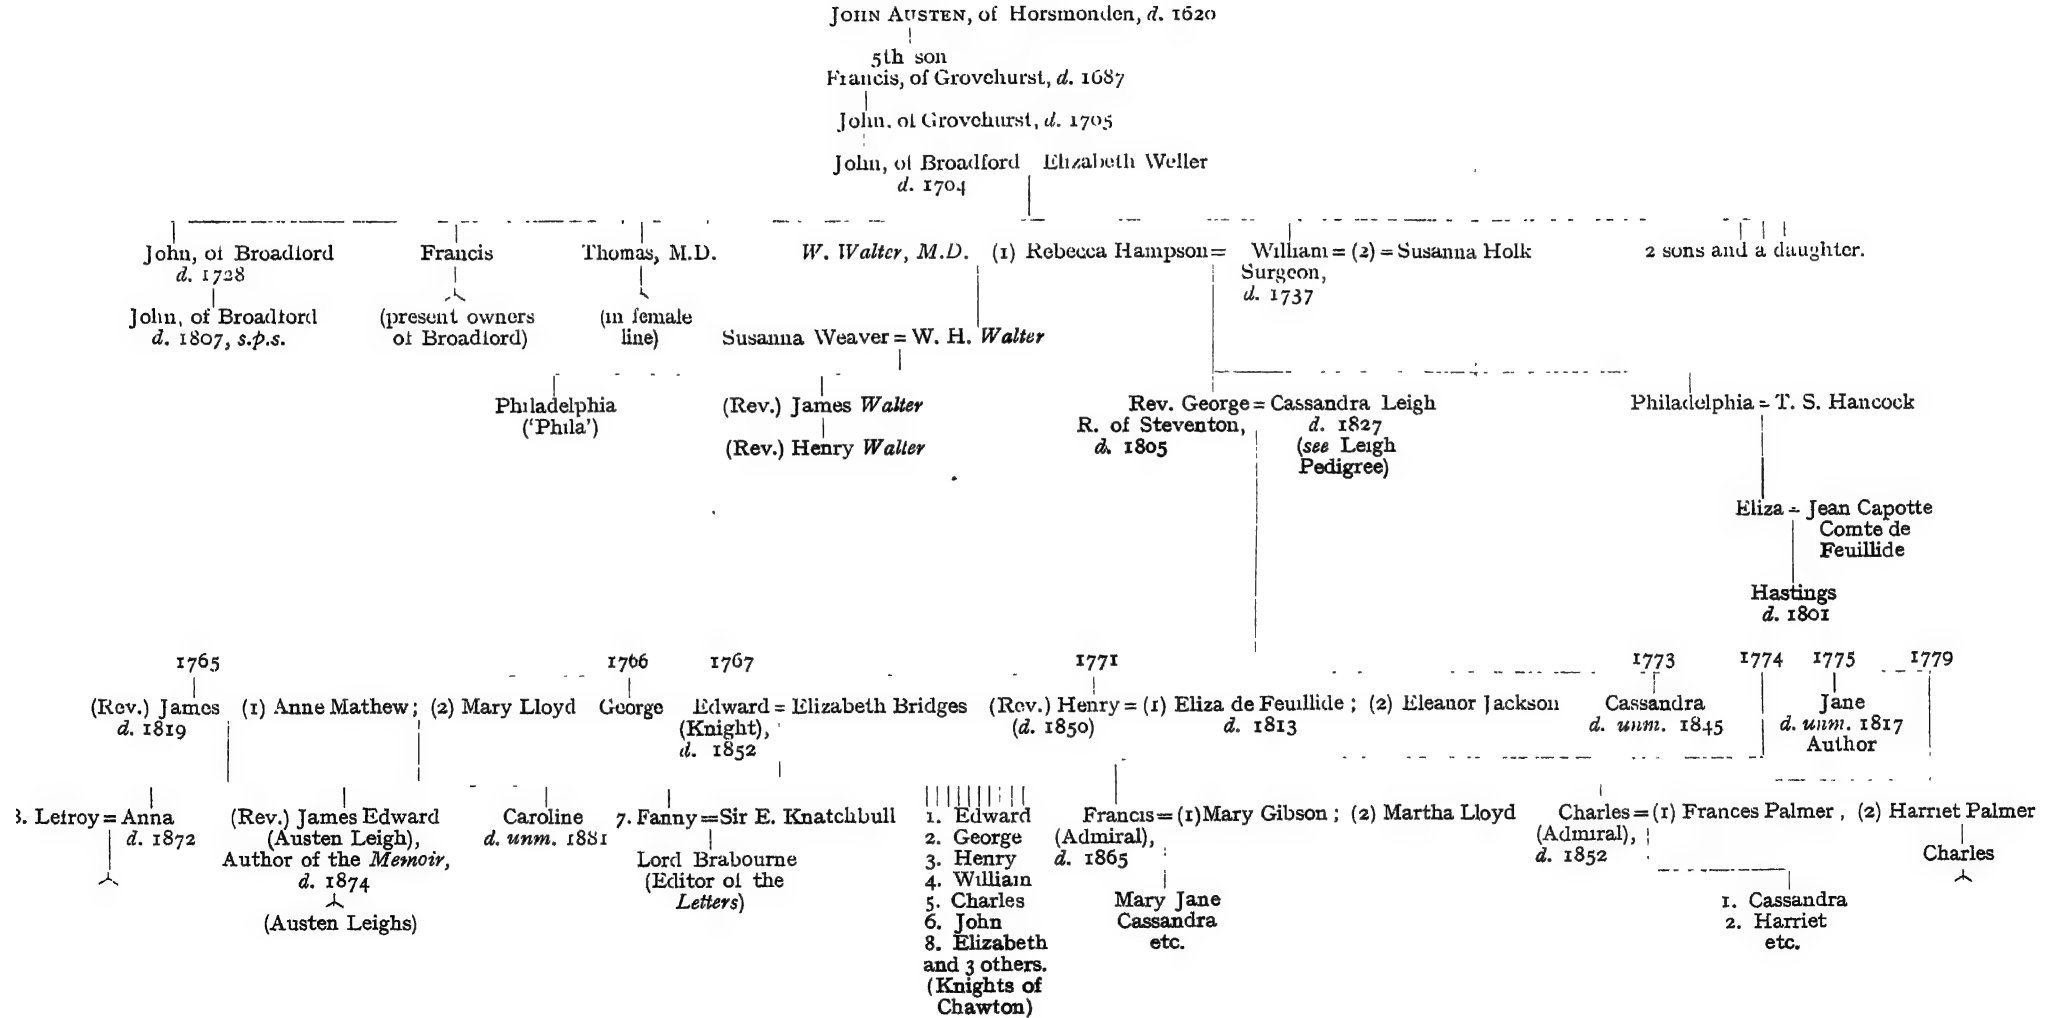 JOHN AUSTEN, of Horsmonden, d. 1620
5th son
Francis, of Grovehurst, d. 1687
John, of Grovehurst, d. 1705
John, of Broadford Elizabeth Weller
d. 1704
John, of Broadford
d. 1728
John, of Broadford
d. 1807, s.p.s.
Francis
(present owners
of Broadford)
Thomas, M.D.
(in female
line)
W. Walter, M.D. (1) Rebecca Hampson= William=(2)=Susanna Holk
Surgeon,
d. 1737
2 sons and a daughter.
Susanna Weaver=W. H. Walter
Philadelphia
('Phila')
(Rev.) James Walter
(Rev.) Henry Walter
Rev. George=Cassandra Leigh
R. of Steventon,
d. 1805
d. 1827
(see Leigh
Pedigree)
Philadelphia=T. S. Hancock
Eliza = Jean Capotte
Comte de
Feuillide
Hastings
d. 1801
1765 1766 1767 1771 1773 1774 1775 1779
(Rev.) James (1) Anne Mathew; (2) Mary Lloyd
d. 1819
George
Edward=Elizabeth Bridges
(Knight),
d. 1852
(Rev.) Henry=(1) Eliza de Feuillide; (2) Eleanor Jackson
(d. 1850) d. 1813
Cassandra
d. unm. 1845
Jane
d. unm. 1817
Author
. Lefroy=Anna
d. 1872
(Rev.) James Edward
(Austen Leigh),
Author of the Memoir,
d. 1874
(Austen Leighs)
Caroline
d. unm. 1881
7. Fanny=Sir E. Knatchbull
Lord Brabourne
(Editor of the
Letters)
1. Edward
2. George
3. Henry
4. William
5. Charles
6. John
8. Elizabeth
and 3 others.
(Knights of
Chawton)
Francis=(1)Mary Gibson; (2) Martha Lloyd
(Admiral),
d. 1865
Mary Jane
Cassandra
etc.
Charles=(1) Frances Palmer, (2) Harriet Palmer
(Admiral),
d. 1852
1. Cassandra
2. Harriet
etc.
Charles